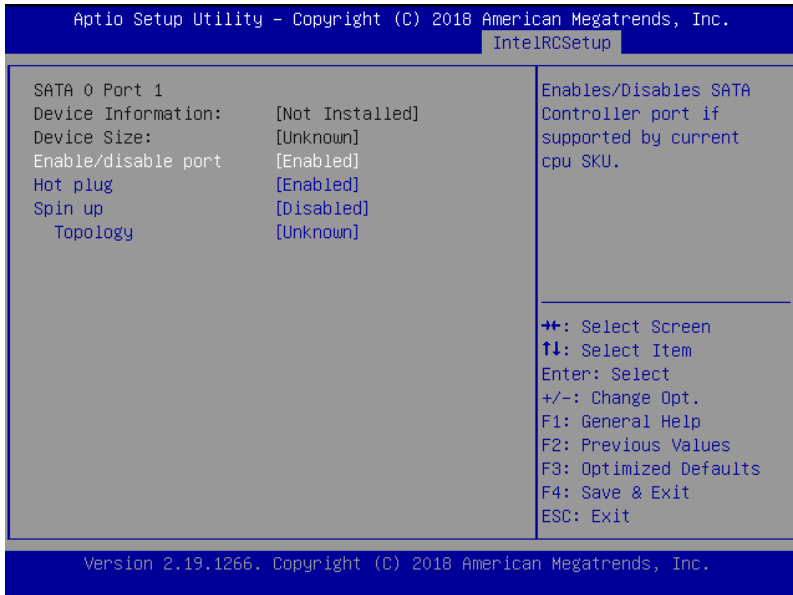 Aptio Setup Utility – Copyright (C) 2018 American Megatrends, Inc.
IntelRCSetup
SATA 0 Port 1
Device Information: [Not Installed]
Device Size: [Unknown]
Enable/disable port [Enabled]
Hot plug [Enabled]
Spin up [Disabled]
Topology [Unknown]
Enables/Disables SATA
Controller port if
supported by current
cpu SKU.
→←: Select Screen
↑↓: Select Item
Enter: Select
+/-: Change Opt.
F1: General Help
F2: Previous Values
F3: Optimized Defaults
F4: Save & Exit
ESC: Exit
Version 2.19.1266. Copyright (C) 2018 American Megatrends, Inc.